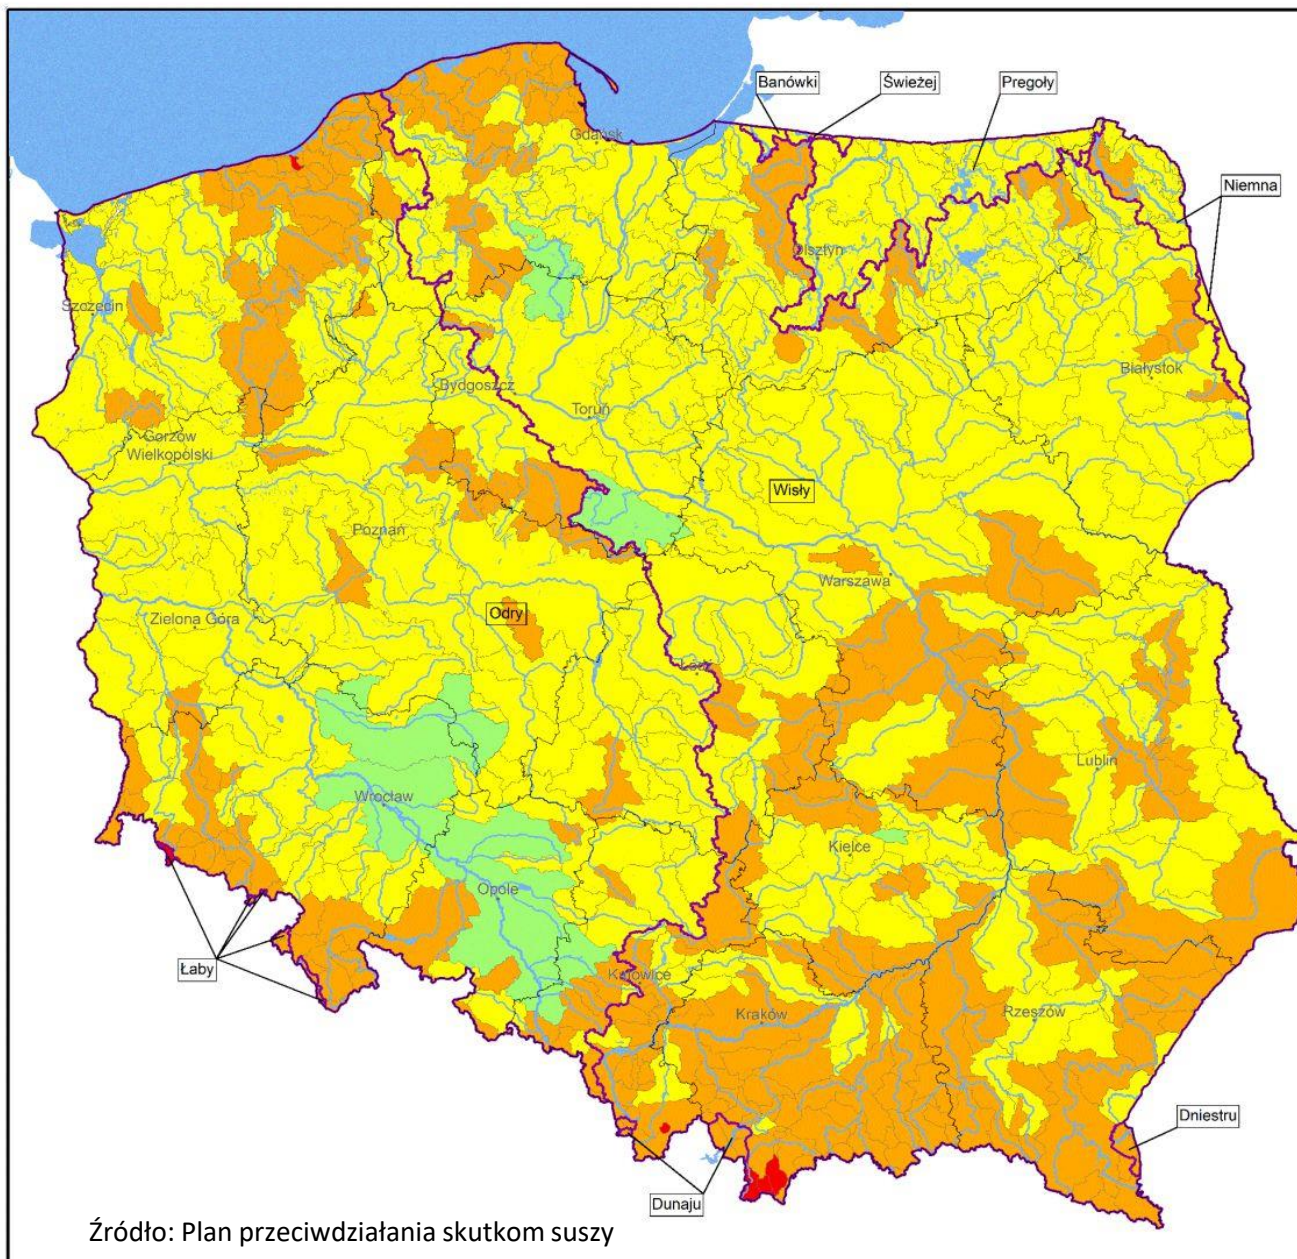 Banówki
Świeżej
Pregoły
Gdańsk
Niemna
Olsztyn
Szczecin
Białystok
Bydgoszcz
Toruń
Gorzów
Wielkopolski
Wisły
Poznań
Warszawa
Odry
Zielona Góra
Łódź
Lublin
Wrocław
Kielce
Opole
Łaby
Katowice
Kraków
Rzeszów
Dniestru
Dunaju
Źródło: Plan przeciwdziałania skutkom suszy